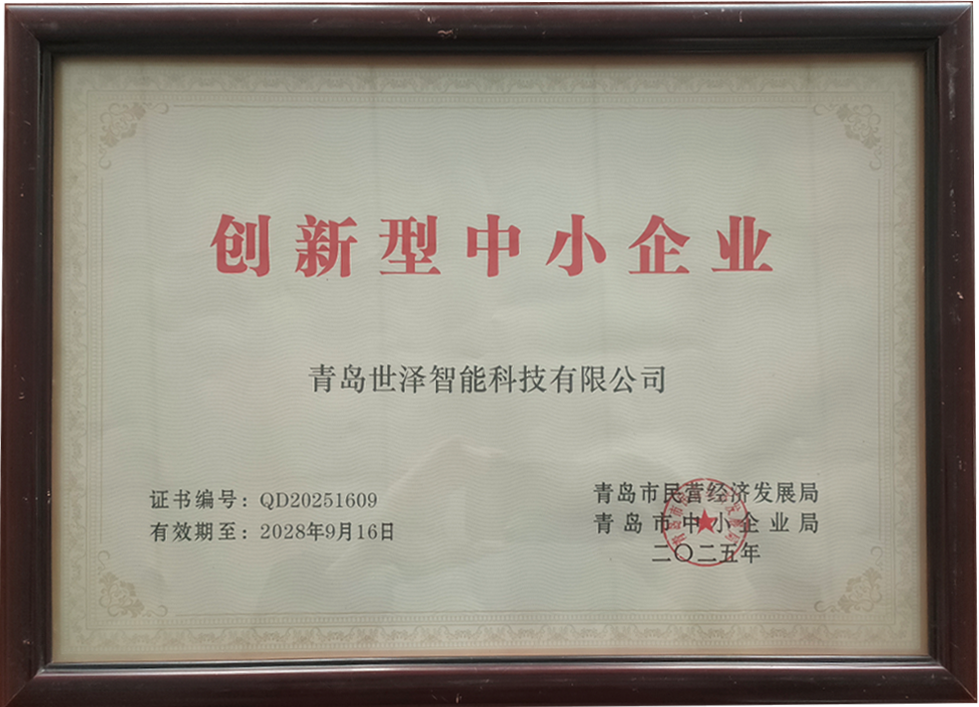 创新型中小企业
青岛世泽智能科技有限公司
证书编号：QD20251609
有效期至：2028年9月16日
青岛市民营经济发展局
青岛市中小企业局
二〇二五年